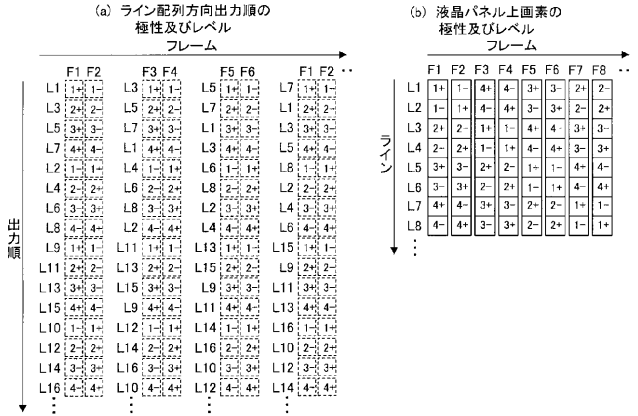 (a) ライン配列方向出力順の
極性及びレベル
フレーム
F1 F2 F3 F4 F5 F6 F1 F2 ‥
L1 1+ 1- L3 1+ 1- L5 1+ 1- L7 1+ 1-
L3 2+ 2- L5 2+ 2- L7 2+ 2- L1 2+ 2-
L5 3+ 3- L7 3+ 3- L1 3+ 3- L3 3+ 3-
L7 4+ 4- L1 4+ 4- L3 4+ 4- L5 4+ 4-
L2 1- 1+ L4 1- 1+ L6 1- 1+ L8 1- 1+
L4 2- 2+ L6 2- 2+ L8 2- 2+ L2 2- 2+
L6 3- 3+ L8 3- 3+ L2 3- 3+ L4 3- 3+
L8 4- 4+ L2 4- 4+ L4 4- 4+ L6 4- 4+
L9 1+ 1- L11 1+ 1- L13 1+ 1- L15 1+ 1-
L11 2+ 2- L13 2+ 2- L15 2+ 2- L9 2+ 2-
L13 3+ 3- L15 3+ 3- L9 3+ 3- L11 3+ 3-
L15 4+ 4- L9 4+ 4- L11 4+ 4- L13 4+ 4-
L10 1- 1+ L12 1- 1+ L14 1- 1+ L16 1- 1+
L12 2- 2+ L14 2- 2+ L16 2- 2+ L10 2- 2+
L14 3- 3+ L16 3- 3+ L10 3- 3+ L12 3- 3+
L16 4- 4+ L10 4- 4+ L12 4- 4+ L14 4- 4+
出力順
(b) 液晶パネル上画素の
極性及びレベル
フレーム
F1 F2 F3 F4 F5 F6 F7 F8 ‥
L1 1+ 1- 4+ 4- 3+ 3- 2+ 2-
L2 1- 1+ 4- 4+ 3- 3+ 2- 2+
L3 2+ 2- 1+ 1- 4+ 4- 3+ 3-
L4 2- 2+ 1- 1+ 4- 4+ 3- 3+
L5 3+ 3- 2+ 2- 1+ 1- 4+ 4-
L6 3- 3+ 2- 2+ 1- 1+ 4- 4+
L7 4+ 4- 3+ 3- 2+ 2- 1+ 1-
L8 4- 4+ 3- 3+ 2- 2+ 1- 1+
ライン